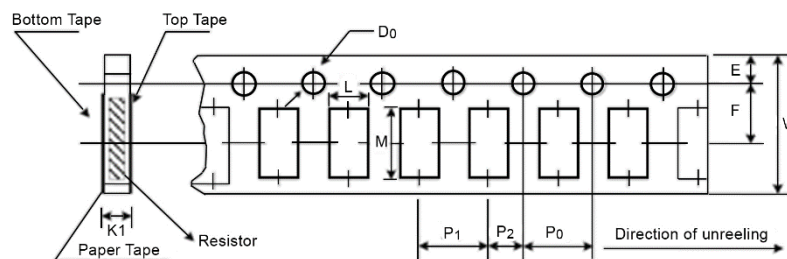 Bottom Tape
Top Tape
D0
E
L
F
W
M
K1
Resistor
Paper Tape
P1
P2
P0
Direction of unreeling